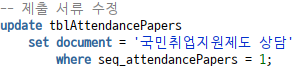 -- 제출 서류 수정
update tblAttendancePapers
    set document = '국민취업지원제도 상담'
        where seq_attendancePapers = 1;